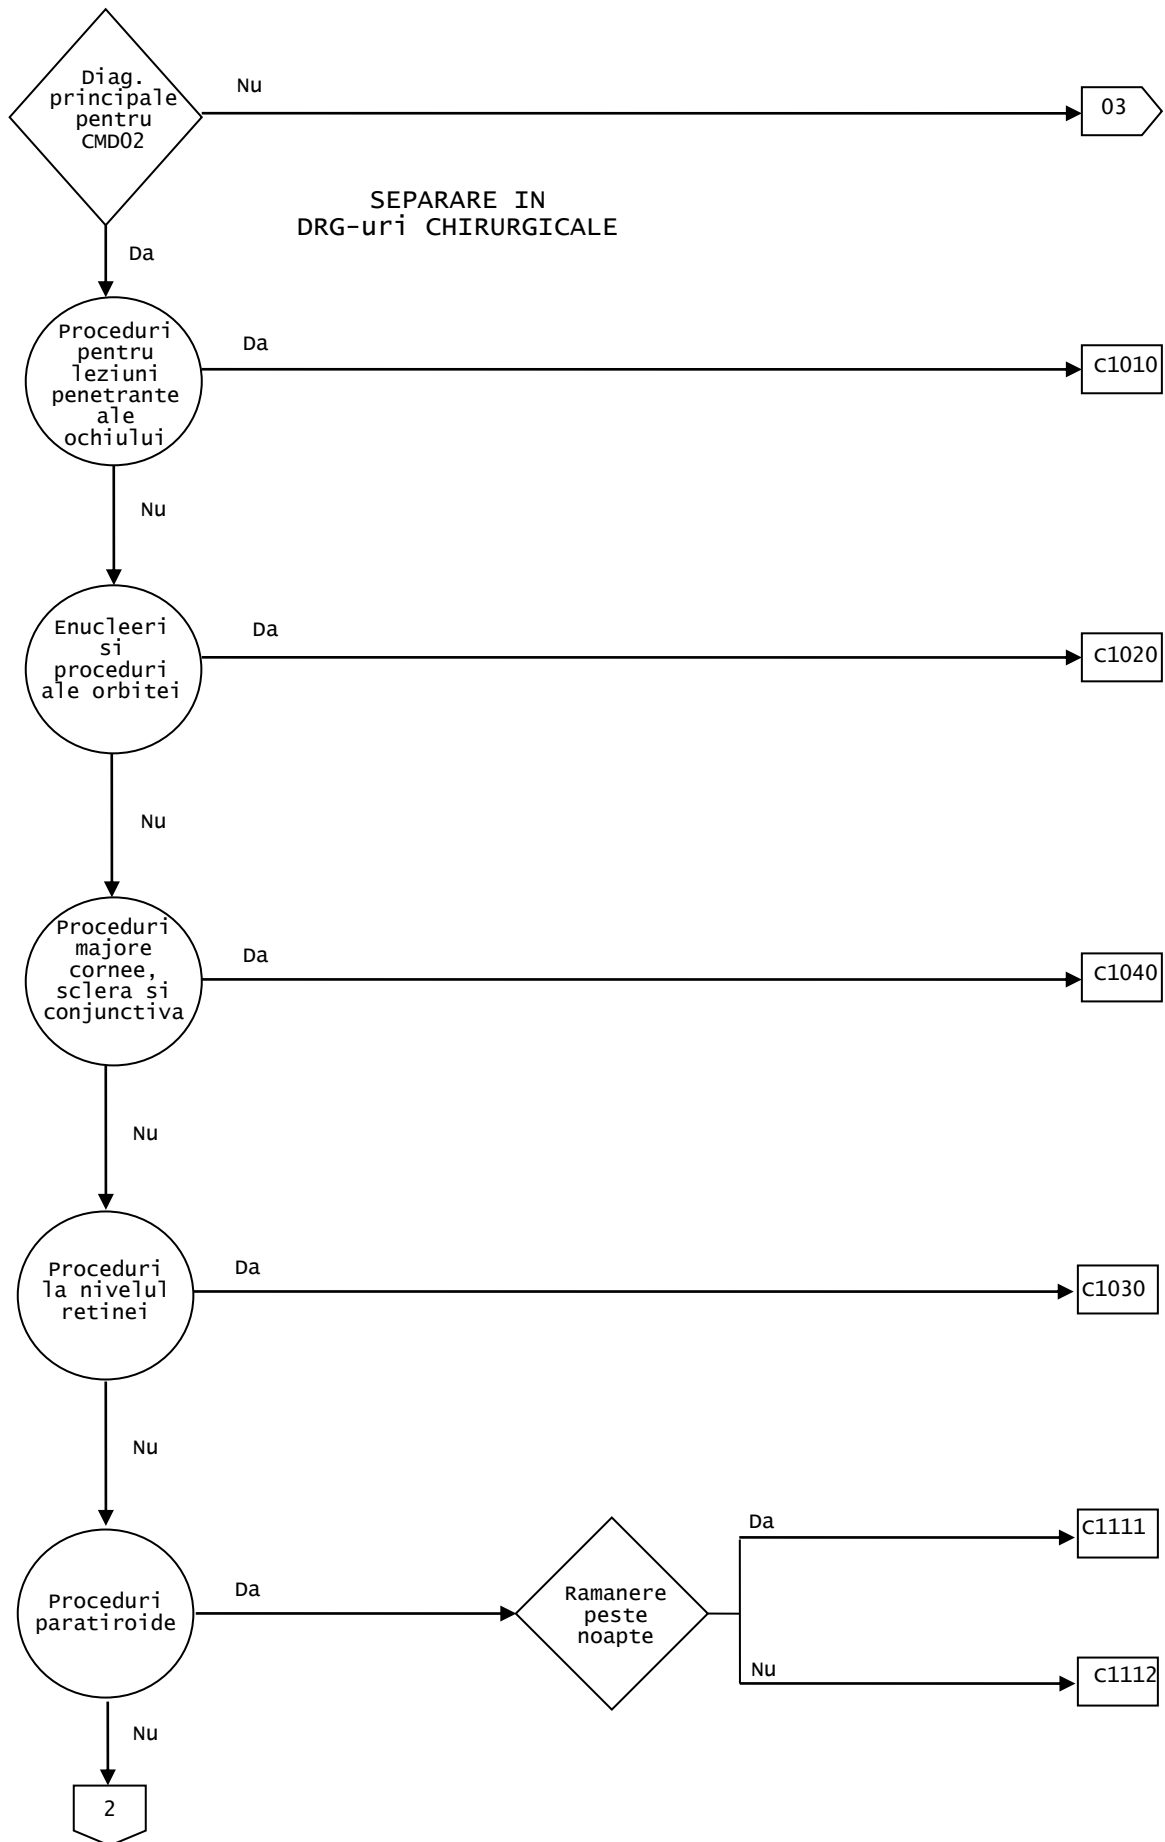 Diag.
principale
pentru
CMD02
Nu
03
SEPARARE IN
DRG-uri CHIRURGICALE
Da
Proceduri
pentru
leziuni
penetrante
ale
ochiului
Da
C1010
Nu
Enucleeri
si
proceduri
ale orbitei
Da
C1020
Nu
Proceduri
majore
cornee,
sclera si
conjunctiva
Da
C1040
Nu
Proceduri
la nivelul
retinei
Da
C1030
Nu
Proceduri
paratiroide
Da
Ramanere
peste
noapte
Da
C1111
Nu
C1112
Nu
2